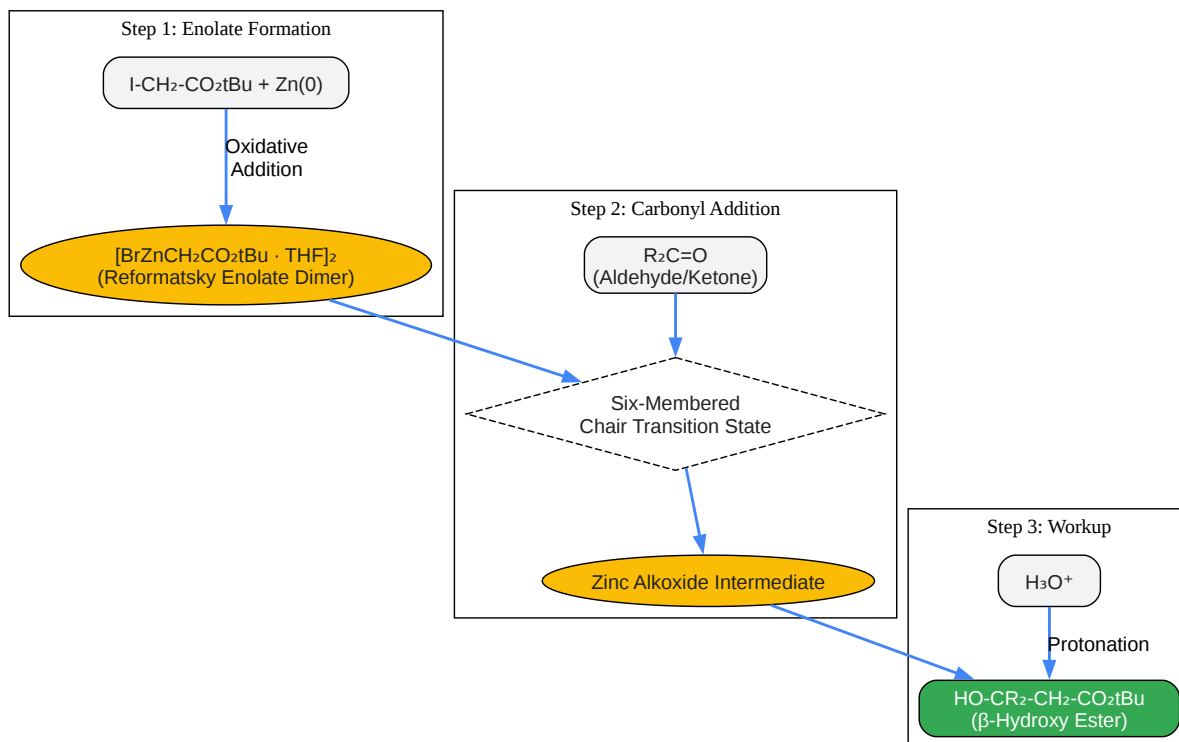 Step 1: Enolate Formation
I-CH₂-CO₂tBu + Zn(0)
Oxidative
Addition
[BrZnCH₂CO₂tBu · THF]₂
(Reformatsky Enolate Dimer)
Step 2: Carbonyl Addition
R₂C=O
(Aldehyde/Ketone)
Six-Membered
Chair Transition State
Zinc Alkoxide Intermediate
Step 3: Workup
H₃O⁺
Protonation
HO-CR₂-CH₂-CO₂tBu
(β-Hydroxy Ester)